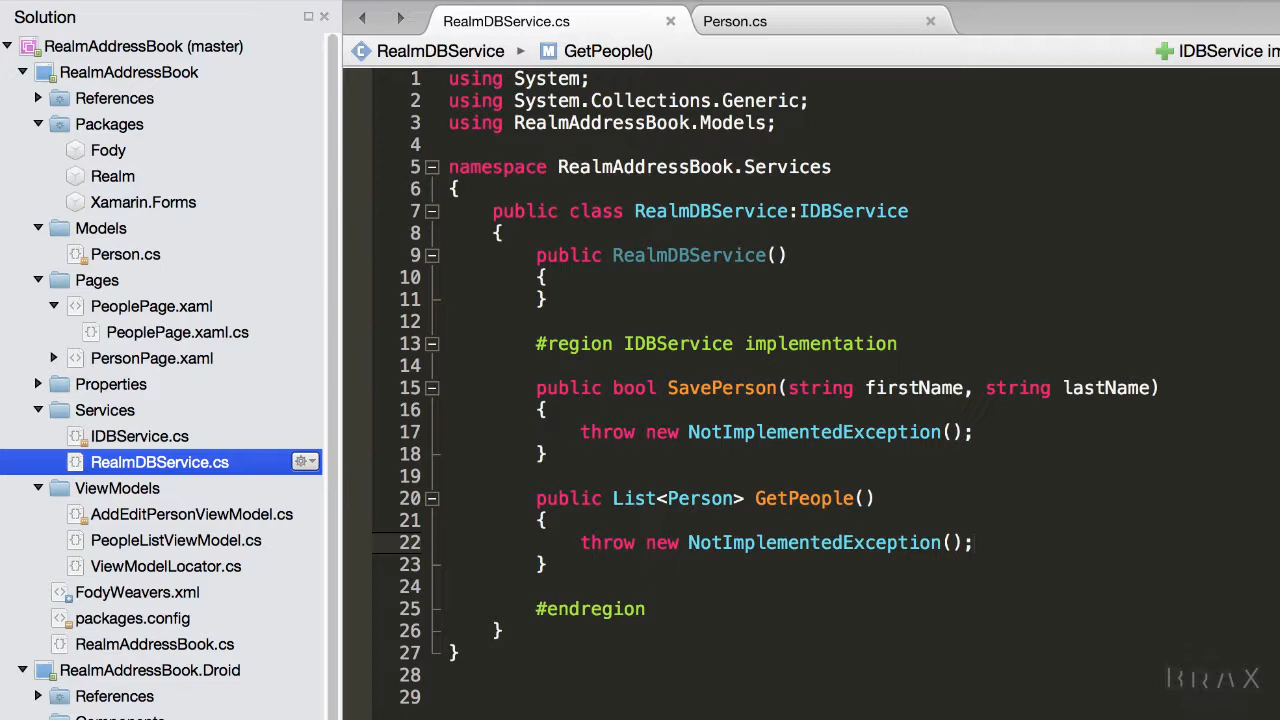 Solution
RealmAddressBook (master)
RealmAddressBook
References
Packages
Fody
Realm
Xamarin.Forms
Models
Person.cs
Pages
PeoplePage.xaml
PeoplePage.xaml.cs
PersonPage.xaml
Properties
Services
IDBService.cs
RealmDBService.cs
ViewModels
AddEditPersonViewModel.cs
PeopleListViewModel.cs
ViewModelLocator.cs
FodyWeavers.xml
packages.config
RealmAddressBook.cs
RealmAddressBook.Droid
References
RealmDBService.cs
Person.cs
RealmDBService
GetPeople()
IDBService im
1 using System;
2 using System.Collections.Generic;
3 using RealmAddressBook.Models;
4
5 namespace RealmAddressBook.Services
6 {
7 public class RealmDBService:IDBService
8 {
9 public RealmDBService()
10 {
11 }
12
13 #region IDBService implementation
14
15 public bool SavePerson(string firstName, string lastName)
16 {
17 throw new NotImplementedException();
18 }
19
20 public List<Person> GetPeople()
21 {
22 throw new NotImplementedException();
23 }
24
25 #endregion
26 }
27 }
28
29
BRAX